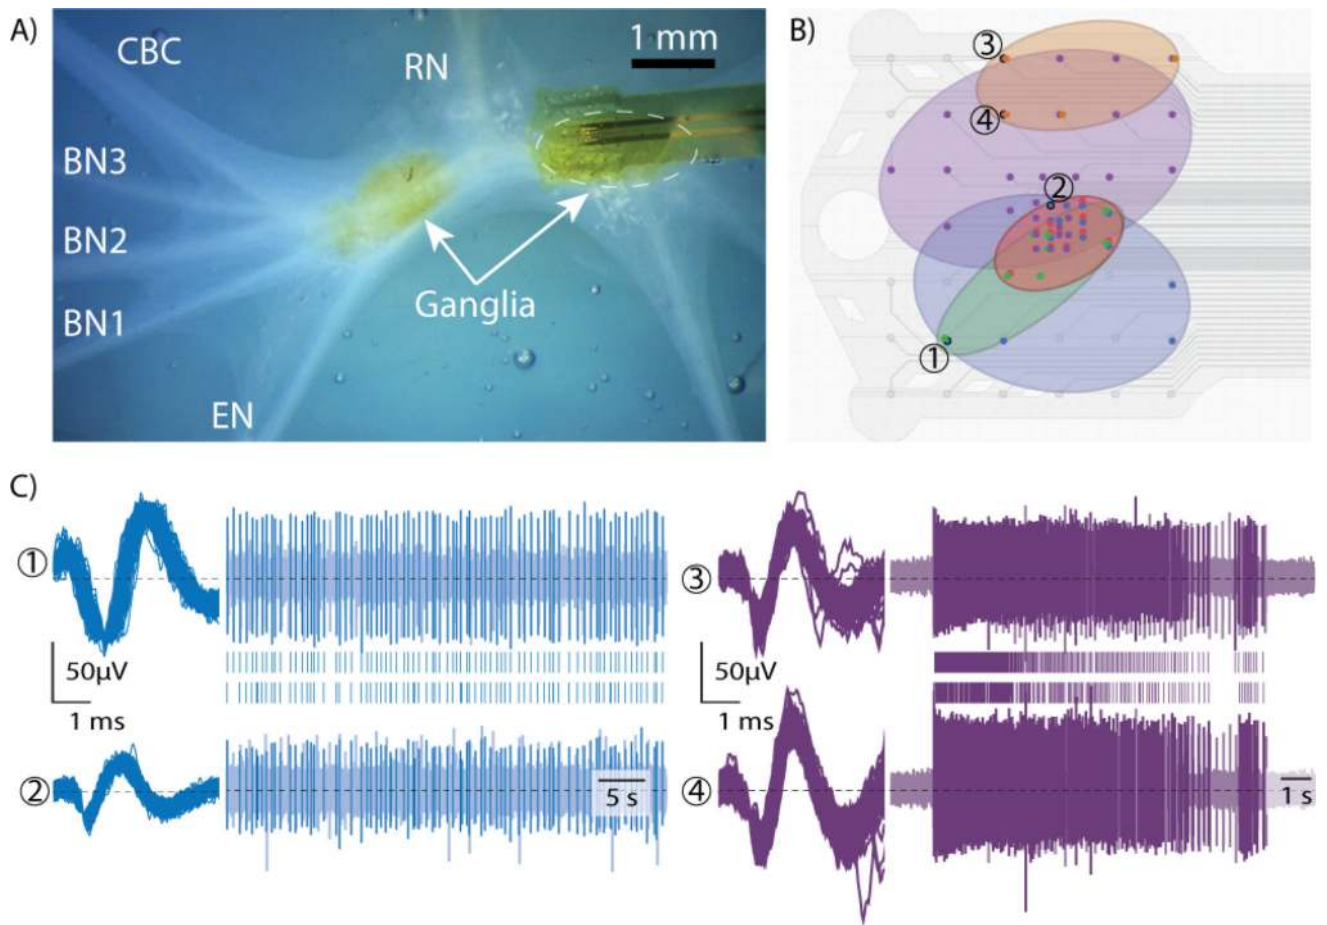 A)
CBC
RN
1 mm
BN3
BN2
BN1
EN
Ganglia
B)
③
④
②
①
C)
①
50µV
1 ms
②
5 s
③
50µV
1 ms
④
1 s